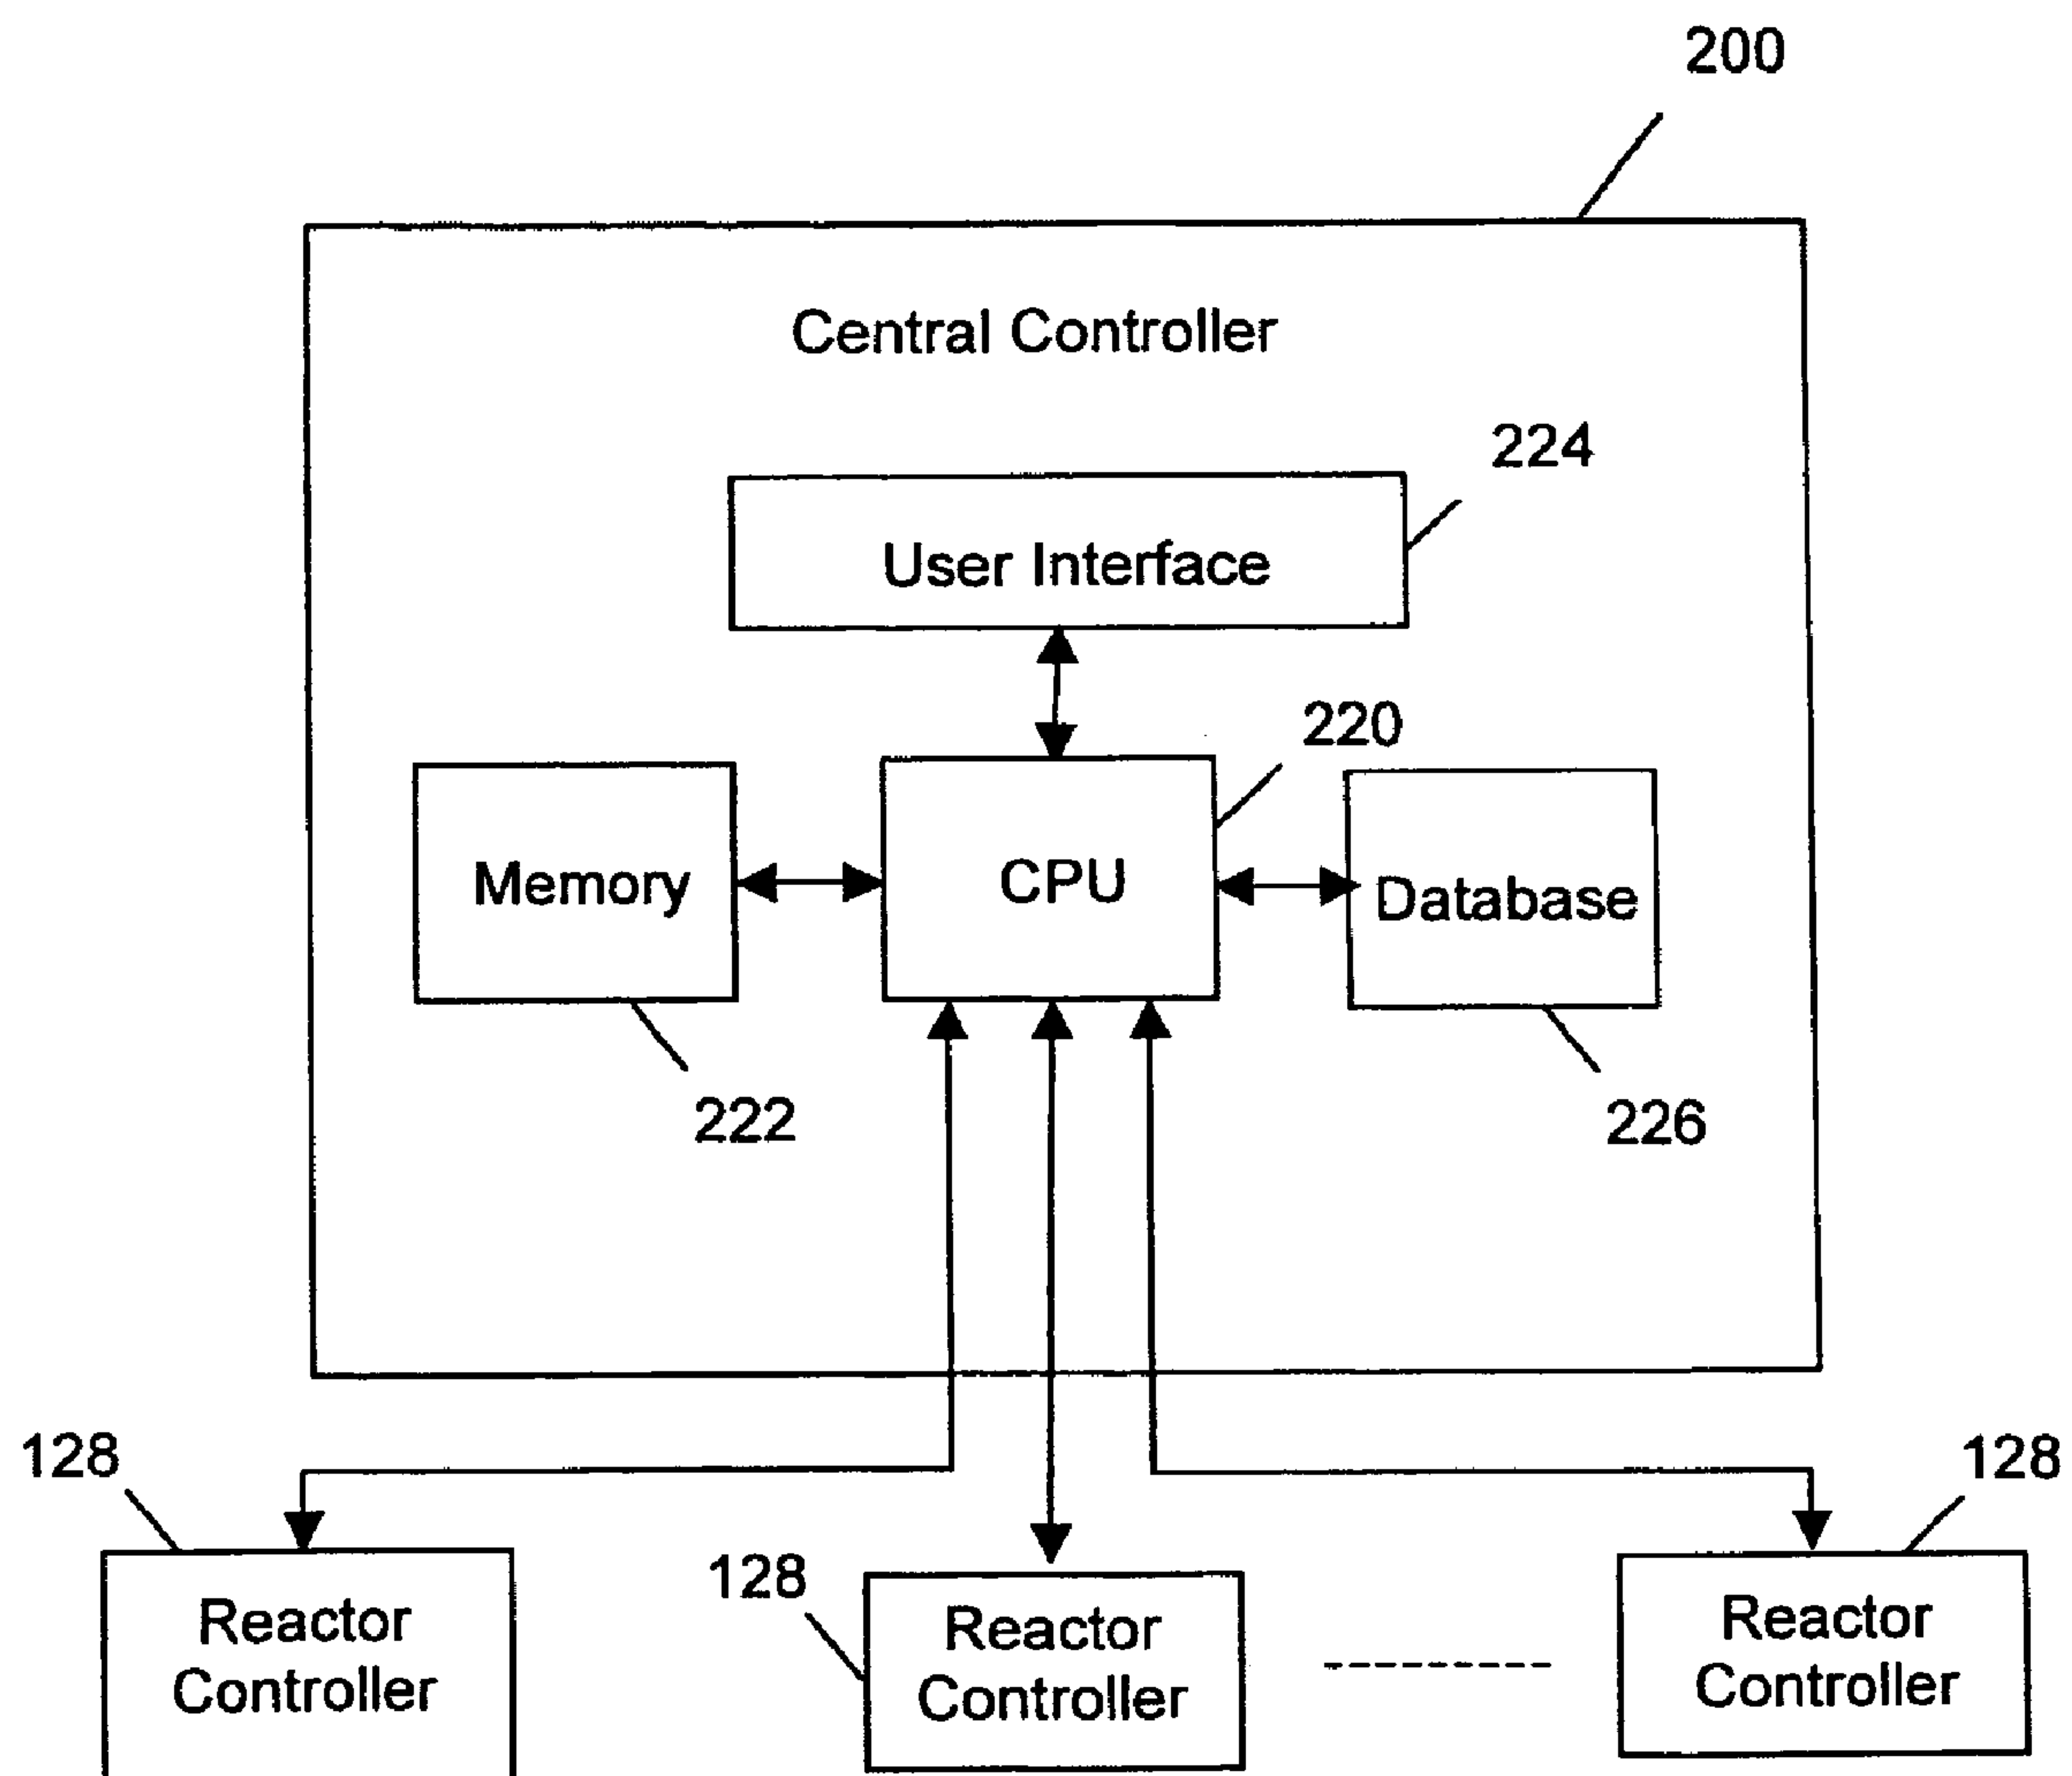 200
Central Controller
224
User Interface
220
Memory
CPU
Database
222
226
128
128
128
Reactor
Controller
Reactor
Controller
Reactor
Controller